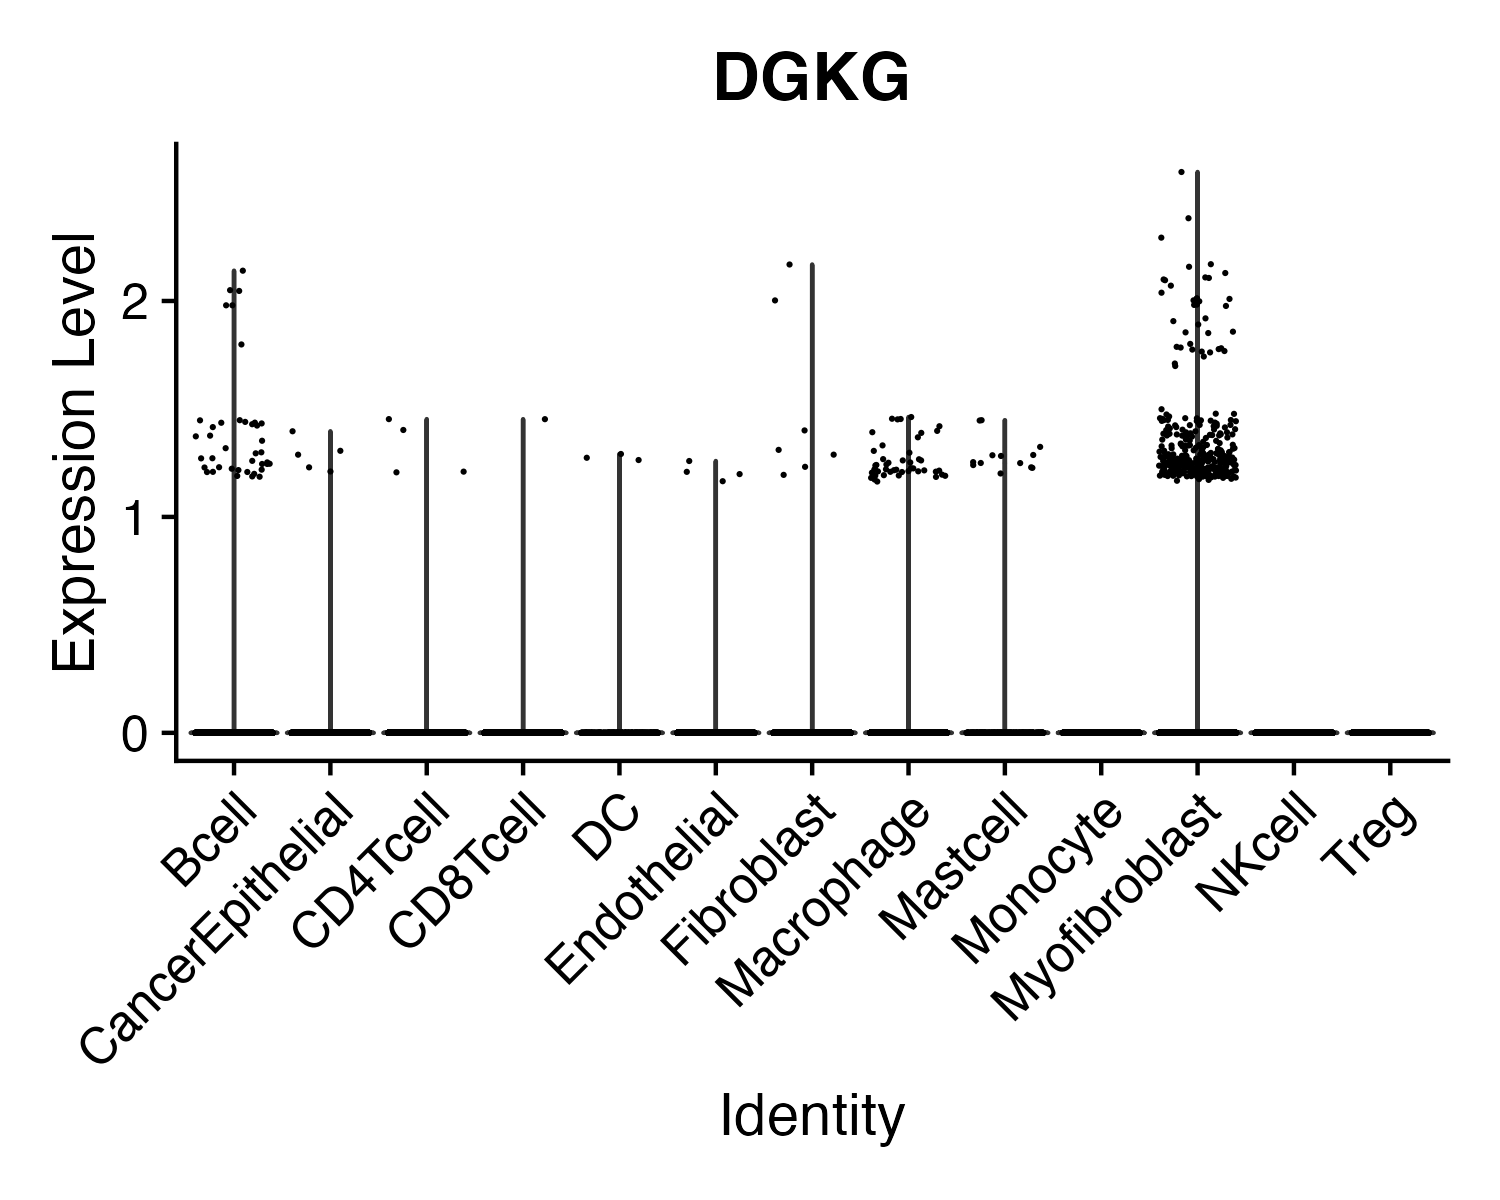 DGKG
Expression Level
2
1
0
Bcell
CancerEpithelial
CD4Tcell
CD8Tcell
DC
Endothelial
Fibroblast
Macrophage
Mastcell
Monocyte
Myofibroblast
NKcell
Treg
Identity